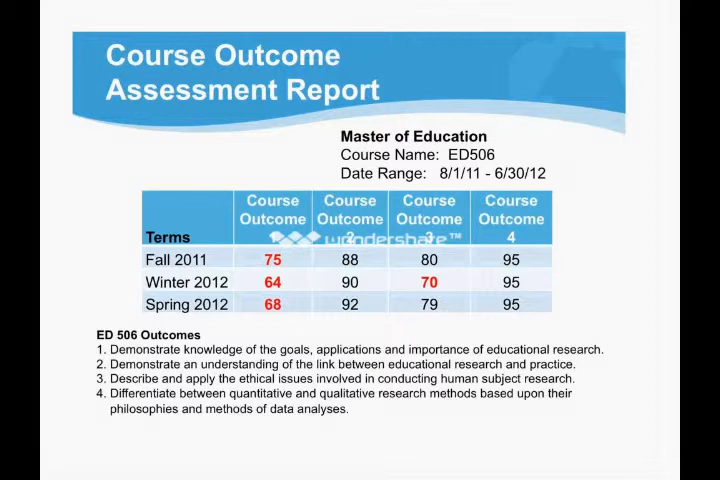 Course Outcome
Assessment Report
Master of Education
Course Name: ED506
Date Range: 8/1/11 - 6/30/12
Terms Course Outcome 1 Course Outcome 2 Course Outcome 3 Course Outcome 4
wondershare™
Fall 2011 75 88 80 95
Winter 2012 64 90 70 95
Spring 2012 68 92 79 95
ED 506 Outcomes
1. Demonstrate knowledge of the goals, applications and importance of educational research.
2. Demonstrate an understanding of the link between educational research and practice.
3. Describe and apply the ethical issues involved in conducting human subject research.
4. Differentiate between quantitative and qualitative research methods based upon their
philosophies and methods of data analyses.